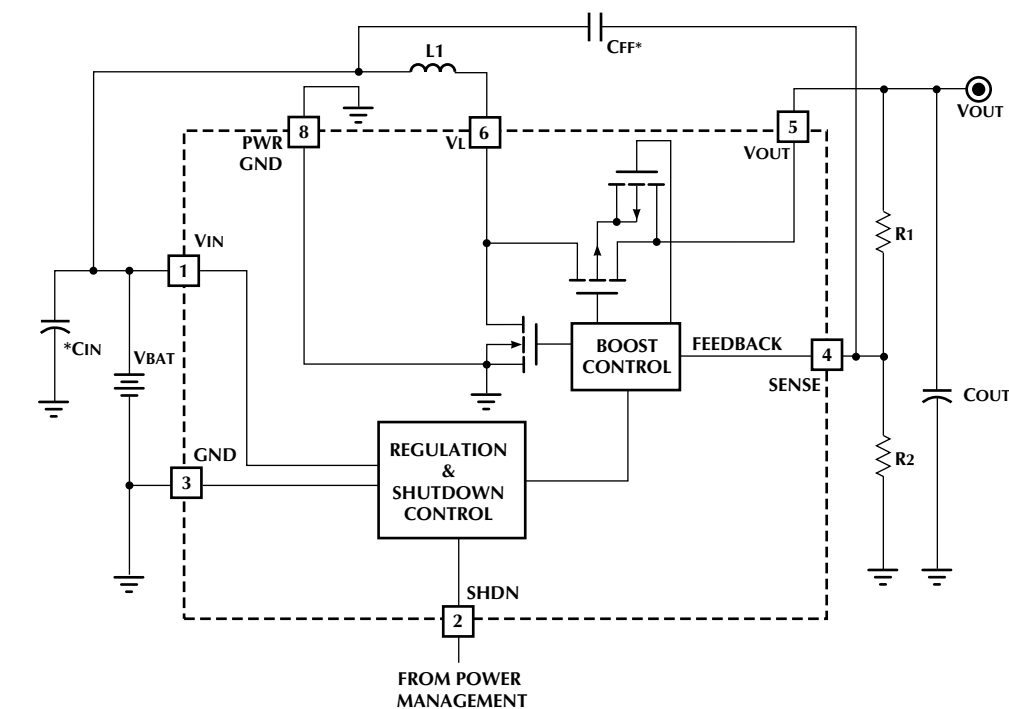 CFF*
L1
8
PWR
GND
6
VL
5
VOUT
VOUT
R1
VIN
1
*CIN
VBAT
BOOST
CONTROL
FEEDBACK
4
SENSE
COUT
R2
GND
3
REGULATION
&
SHUTDOWN
CONTROL
SHDN
2
FROM POWER
MANAGEMENT